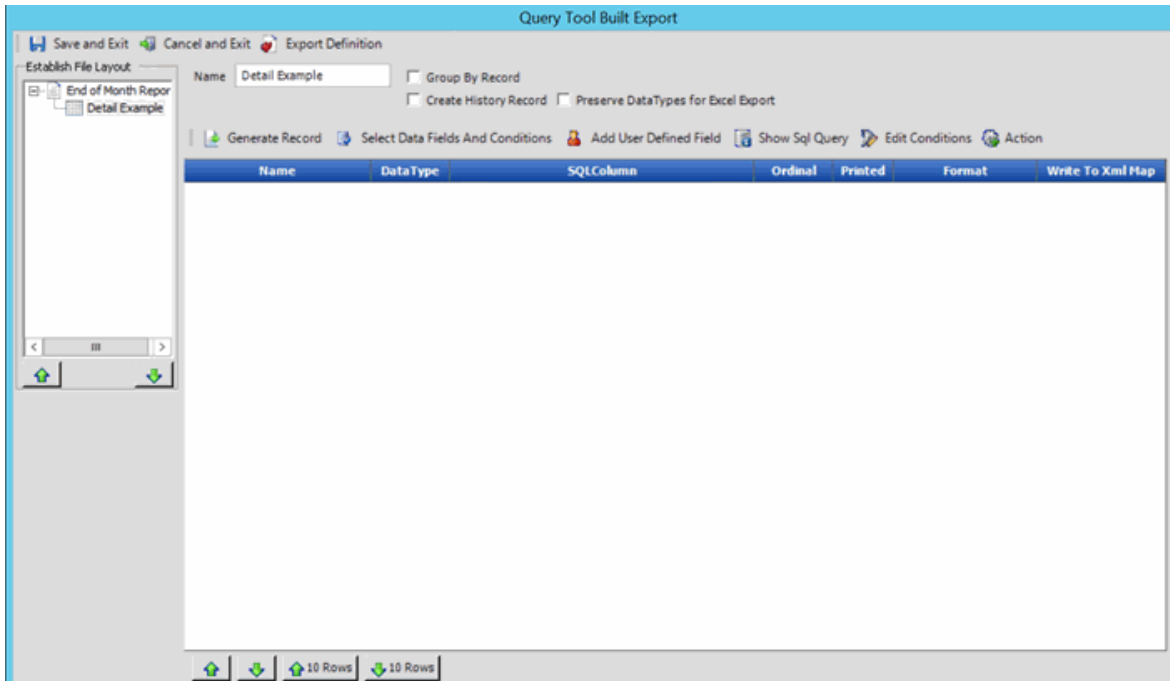 Query Tool Built Export
Save and Exit Cancel and Exit Export Definition
Establish File Layout
End of Month Repor
Detail Example
Name Detail Example Group By Record
Create History Record Preserve DataTypes for Excel Export
Generate Record Select Data Fields And Conditions Add User Defined Field Show Sql Query Edit Conditions Action
Name DataType SQLColumn Ordinal Printed Format Write To Xml Map
10 Rows 10 Rows